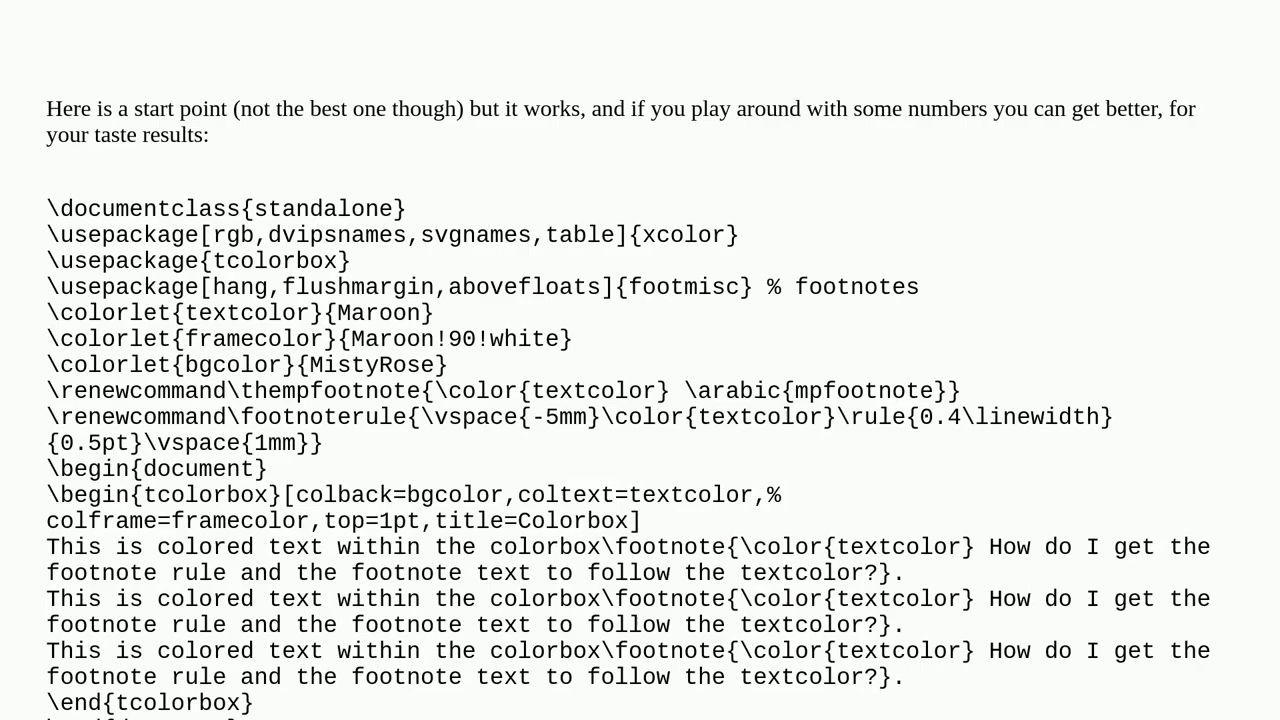 Here is a start point (not the best one though) but it works, and if you play around with some numbers you can get better, for
your taste results:
\documentclass{standalone}
\usepackage[rgb,dvipsnames,svgnames,table]{xcolor}
\usepackage{tcolorbox}
\usepackage[hang,flushmargin,abovefloats]{footmisc} % footnotes
\colorlet{textcolor}{Maroon}
\colorlet{framecolor}{Maroon!90!white}
\colorlet{bgcolor}{MistyRose}
\renewcommand\thempfootnote{\color{textcolor} \arabic{mpfootnote}}
\renewcommand\footnoterule{\vspace{-5mm}\color{textcolor}\rule{0.4\linewidth}
{0.5pt}\vspace{1mm}}
\begin{document}
\begin{tcolorbox}[colback=bgcolor,coltext=textcolor,%
colframe=framecolor,top=1pt,title=Colorbox]
This is colored text within the colorbox\footnote{\color{textcolor} How do I get the
footnote rule and the footnote text to follow the textcolor?}.
This is colored text within the colorbox\footnote{\color{textcolor} How do I get the
footnote rule and the footnote text to follow the textcolor?}.
This is colored text within the colorbox\footnote{\color{textcolor} How do I get the
footnote rule and the footnote text to follow the textcolor?}.
\end{tcolorbox}